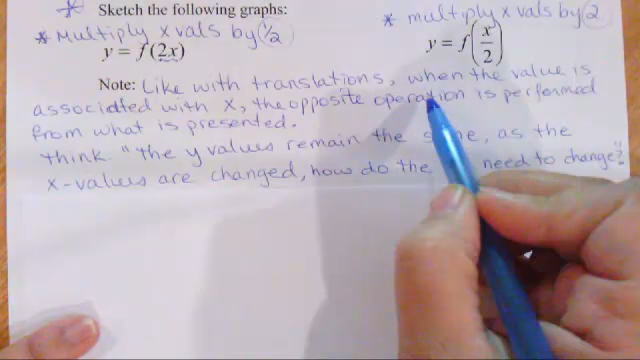 * Sketch the following graphs:
* Multiply x vals by 1/2
y = f(2x)
* multiply x vals by 2
y = f(x/2)
Note: Like with translations, when the value is
associated with x, the opposite operation is performed
from what is presented.
think "the y values remain the same, as the
x-values are changed, how do the need to change?"